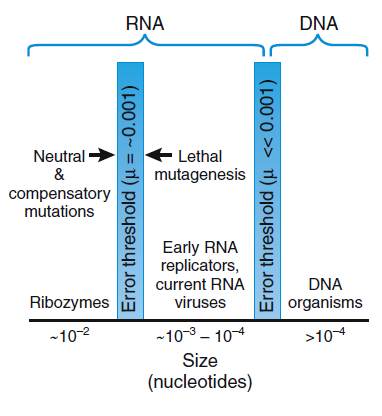 RNA
DNA
Error threshold (μ = ~0.001)
Error threshold (μ << 0.001)
Neutral
&
compensatory
mutations
Lethal
mutagenesis
Ribozymes
Early RNA
replicators,
current RNA
viruses
DNA
organisms
~10⁻²
~10⁻³ – 10⁻⁴
>10⁻⁴
Size
(nucleotides)